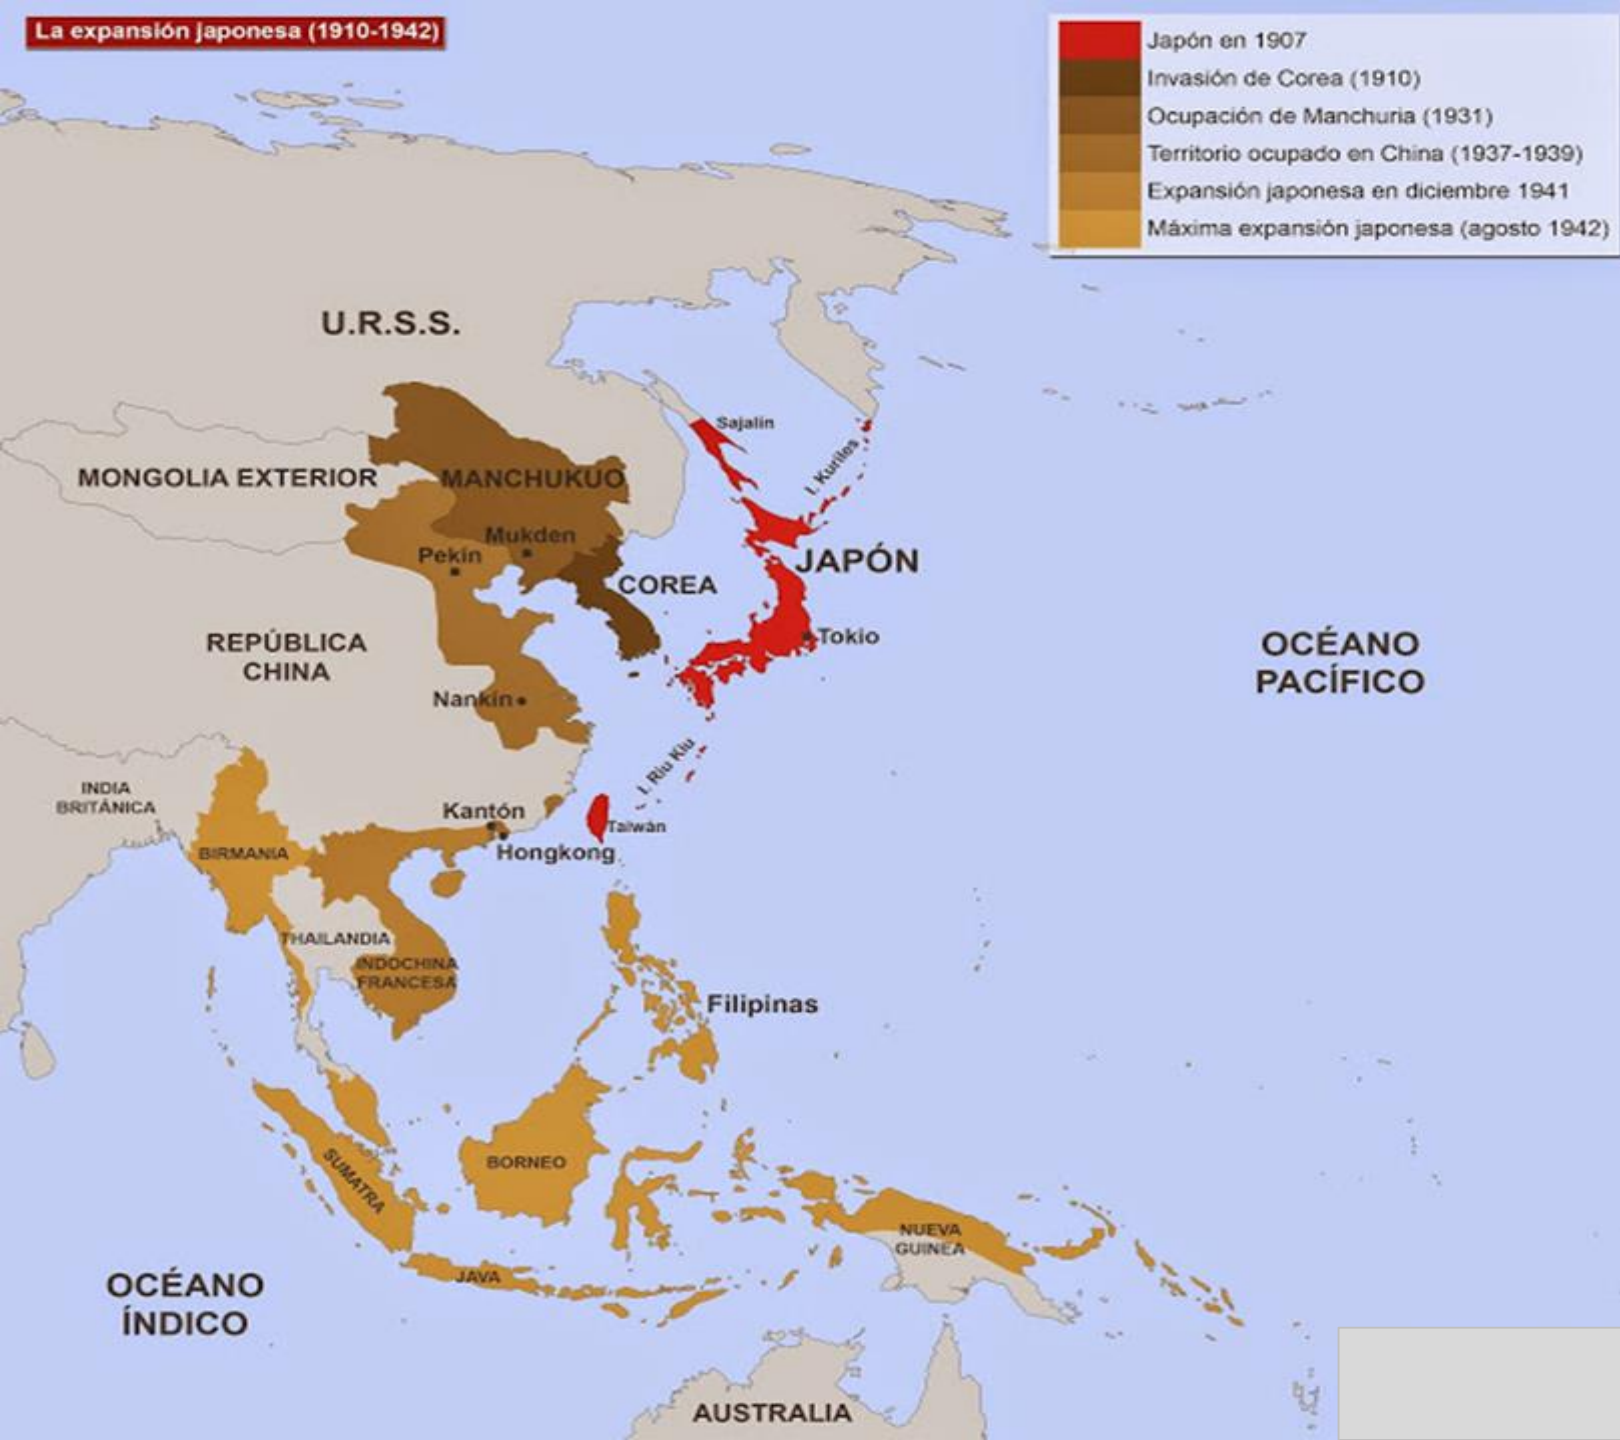 La expansión japonesa (1910-1942)
Japón en 1907
Invasión de Corea (1910)
Ocupación de Manchuria (1931)
Territorio ocupado en China (1937-1939)
Expansión japonesa en diciembre 1941
Máxima expansión japonesa (agosto 1942)
U.R.S.S.
Sajalín
I. Kuriles
MONGOLIA EXTERIOR
MANCHUKUO
Mukden
Pekín
JAPÓN
COREA
Tokio
REPÚBLICA
CHINA
OCÉANO
PACÍFICO
Nankín
I. Riu Kiu
INDIA
BRITÁNICA
Kantón
Taiwán
BIRMANIA
Hongkong
THAILANDIA
INDOCHINA
FRANCESA
Filipinas
BORNEO
SUMATRA
NUEVA
GUINEA
JAVA
OCÉANO
ÍNDICO
AUSTRALIA